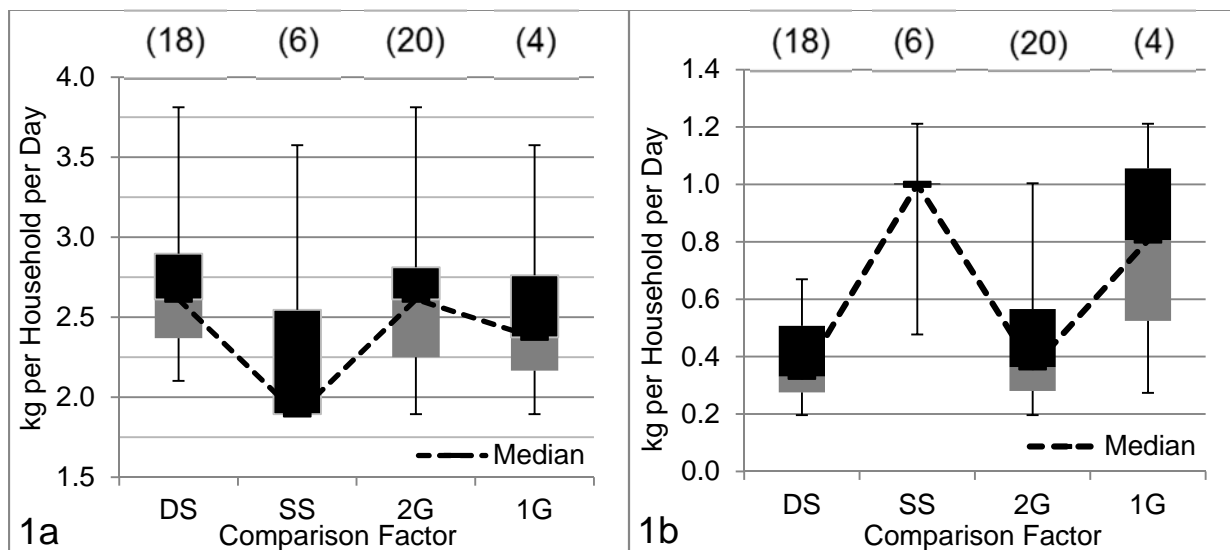 (18) (6) (20) (4)
kg per Household per Day
4.0
3.5
3.0
2.5
2.0
1.5
Median
DS SS 2G 1G
Comparison Factor
1a
(18) (6) (20) (4)
kg per Household per Day
1.4
1.2
1.0
0.8
0.6
0.4
0.2
0.0
Median
DS SS 2G 1G
Comparison Factor
1b